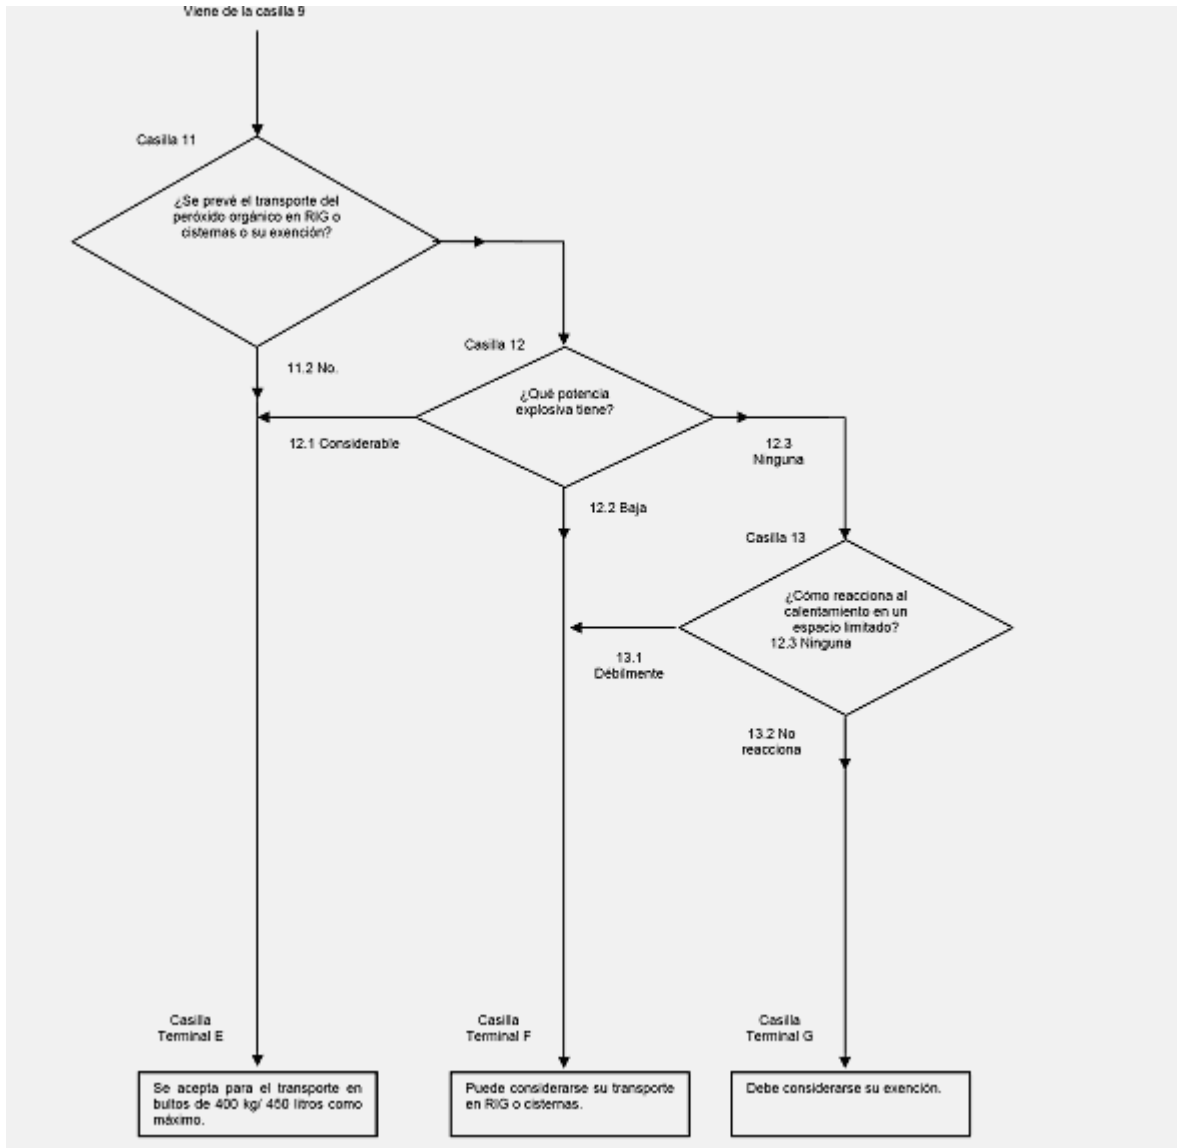 Viene de la casilla 9
Casilla 11
¿Se prevé el transporte del
peróxido orgánico en RIG o
cisternas o su exención?
Casilla 12
11.2 No.
¿Qué potencia
explosiva tiene?
12.1 Considerable
12.3
Ninguna
12.2 Baja
Casilla 13
¿Cómo reacciona al
calentamiento en un
espacio limitado?
12.3 Ninguna
13.1
Débilmente
13.2 No
reacciona
Casilla
Terminal E
Casilla
Terminal F
Casilla
Terminal G
Se acepta para el transporte en
bultos de 400 kg/ 450 litros como
máximo.
Puede considerarse su transporte
en RIG o cisternas.
Debe considerarse su exención.